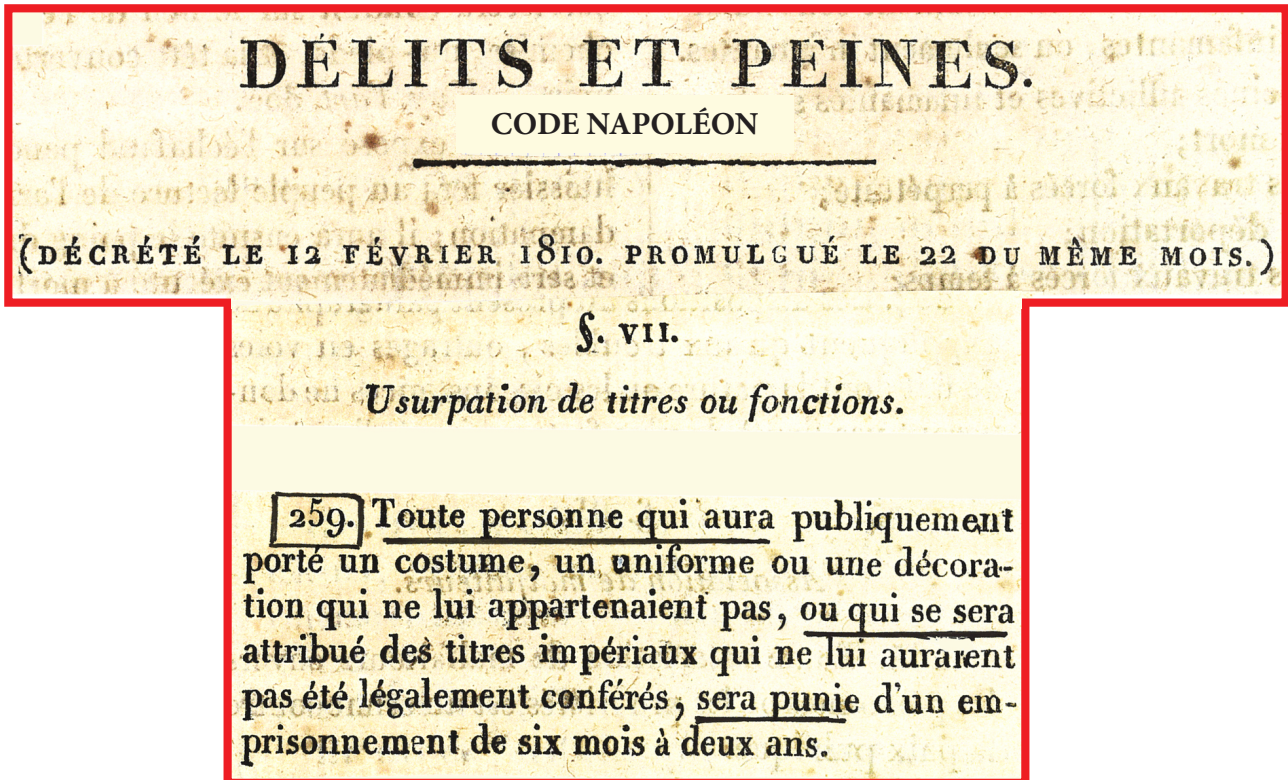 DÉLITS ET PEINES.
CODE NAPOLÉON
(DÉCRÉTÉ LE 12 FÉVRIER 1810. PROMULGUÉ LE 22 DU MÊME MOIS.)
§. VII.
Usurpation de titres ou fonctions.
259. Toute personne qui aura publiquement
porté un costume, un uniforme ou une décora-
tion qui ne lui appartenaient pas, ou qui se sera
attribué des titres impériaux qui ne lui auraient
pas été légalement conférés, sera punie d'un em-
prisonnement de six mois à deux ans.